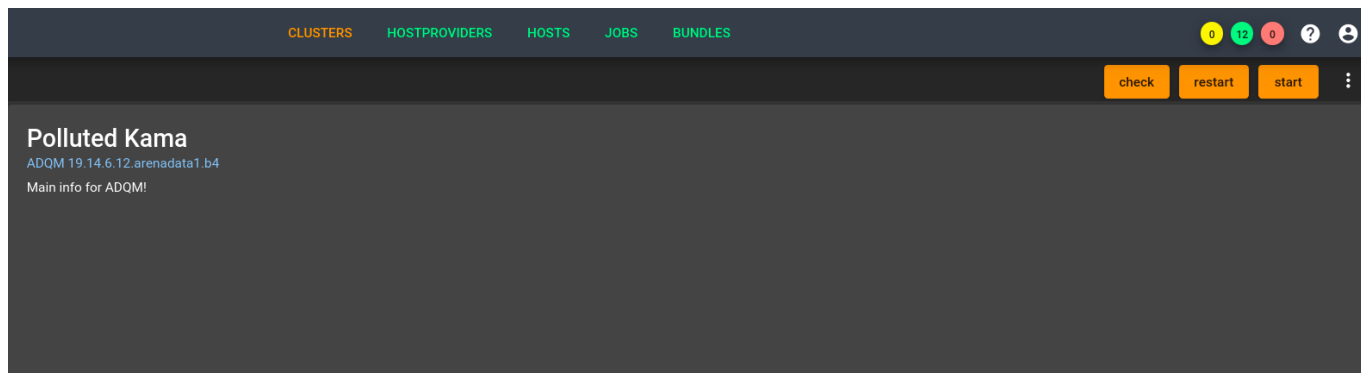 CLUSTERS HOSTPROVIDERS HOSTS JOBS BUNDLES 0 12 0 ?
check restart start
Polluted Kama
ADQM 19.14.6.12.arenadata1.b4
Main info for ADQM!